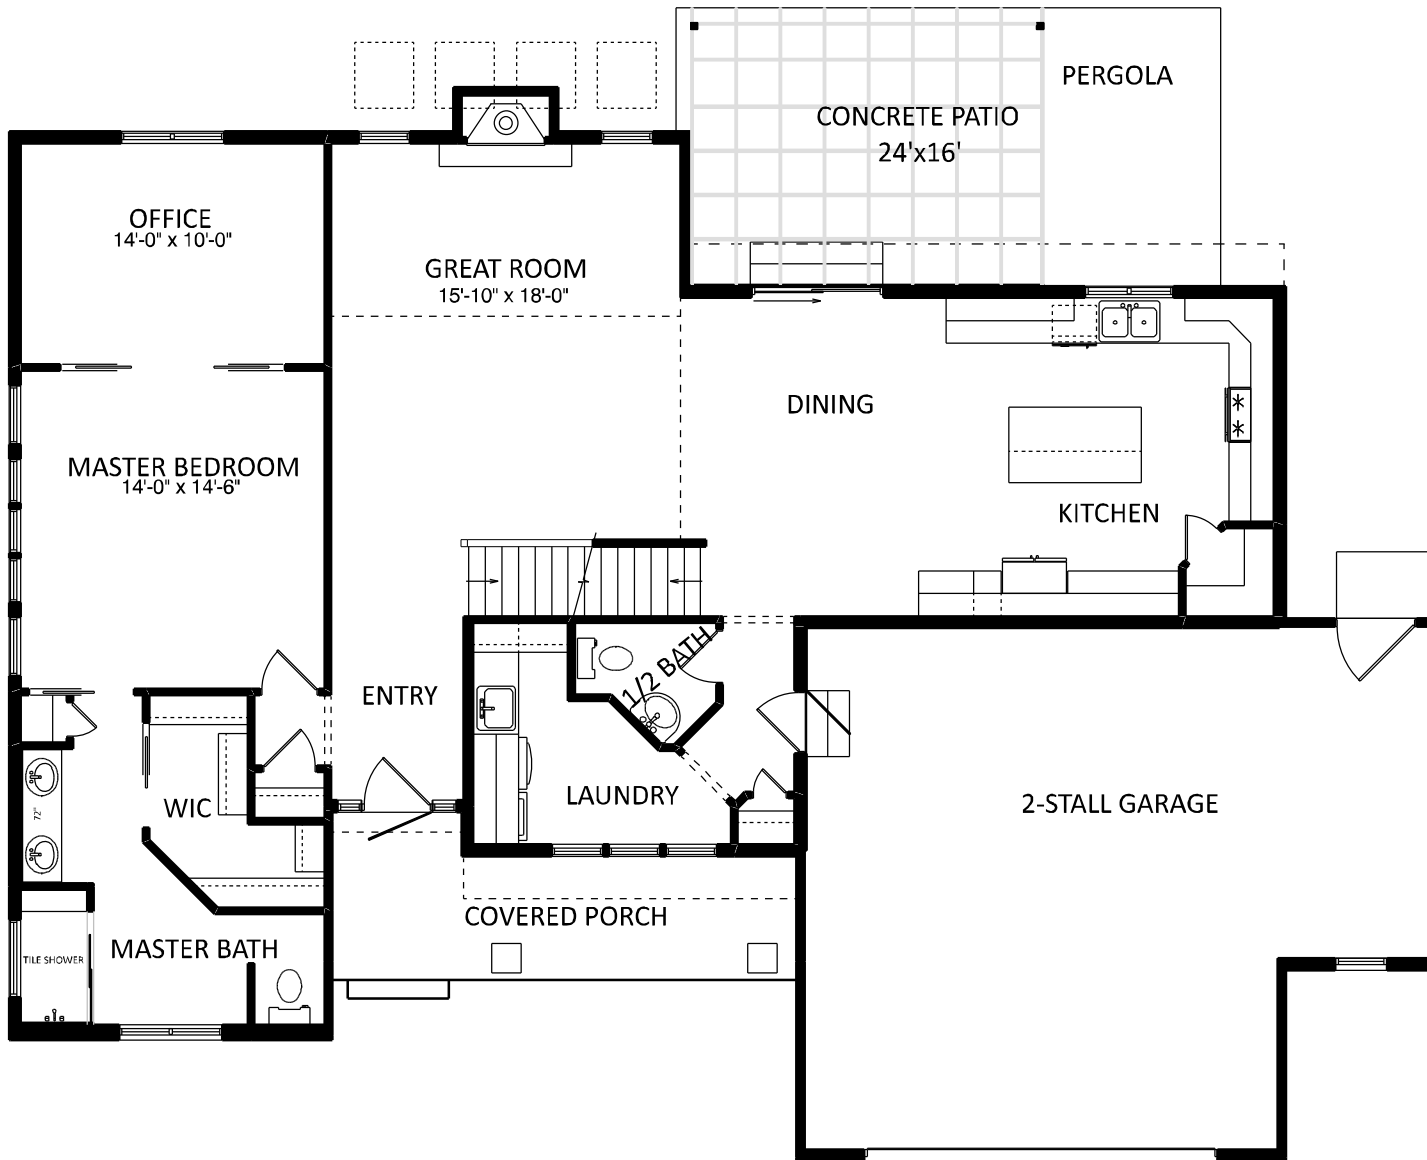 PERGOLA
CONCRETE PATIO
24'x16'
OFFICE
14'-0" x 10'-0"
GREAT ROOM
15'-10" x 18'-0"
DINING
MASTER BEDROOM
14'-0" x 14'-6"
KITCHEN
1/2 BATH
ENTRY
WIC
72"
LAUNDRY
2-STALL GARAGE
COVERED PORCH
MASTER BATH
TILE SHOWER